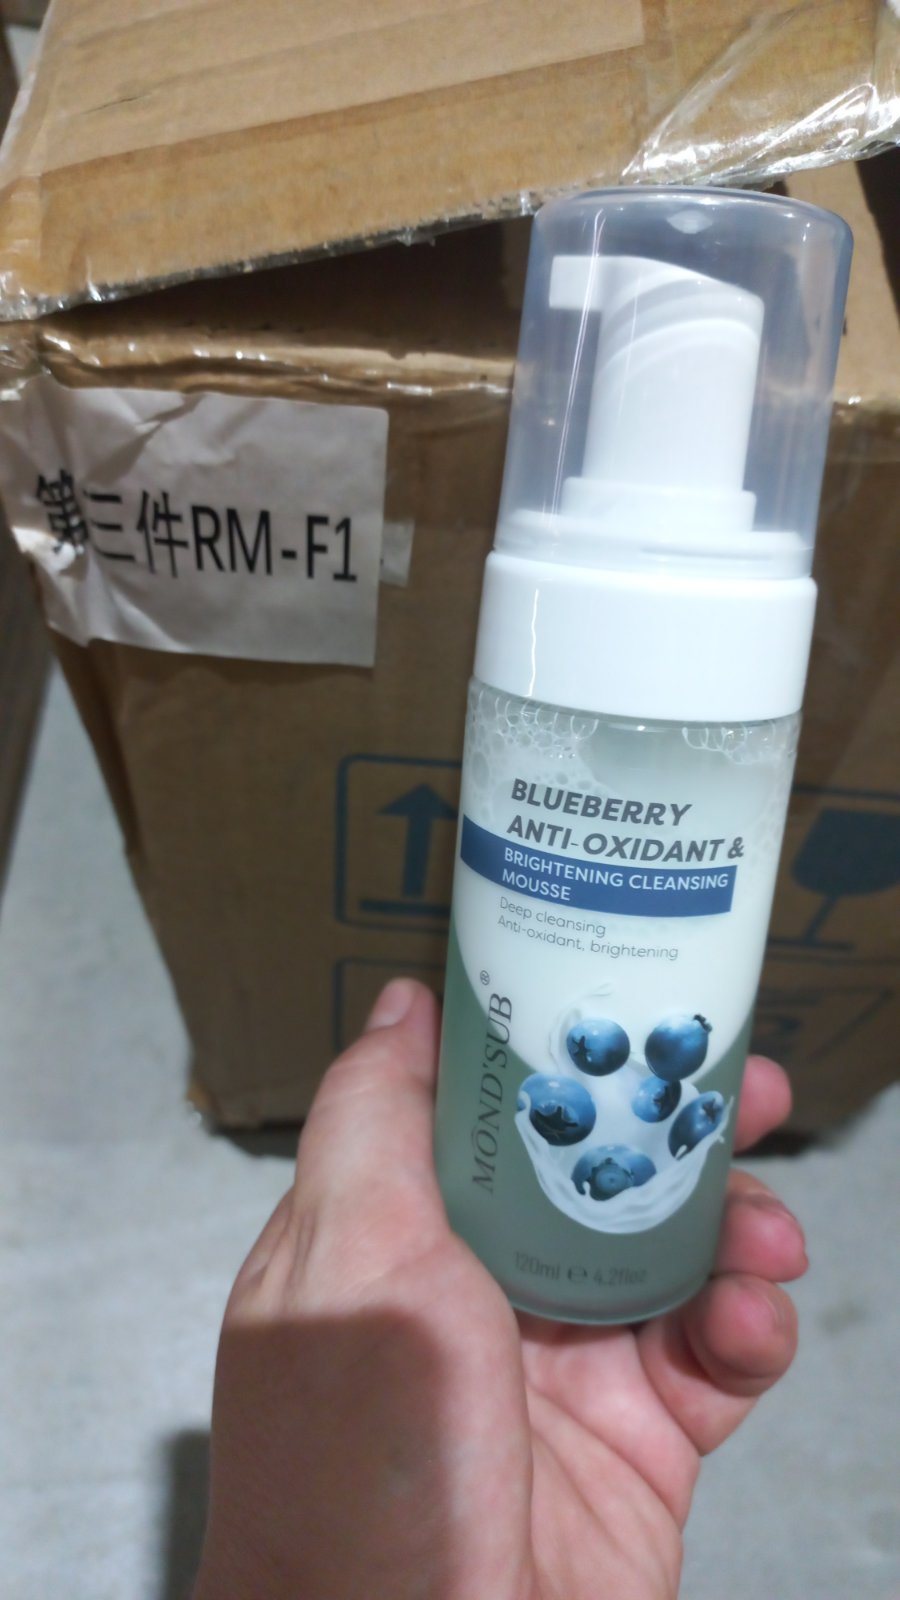 第三件RM-F1
BLUEBERRY
ANTI-OXIDANT &
BRIGHTENING CLEANSING
MOUSSE
Deep cleansing
Anti-oxidant, brightening
MOND'SUB®
120ml ℮ 4.2floz